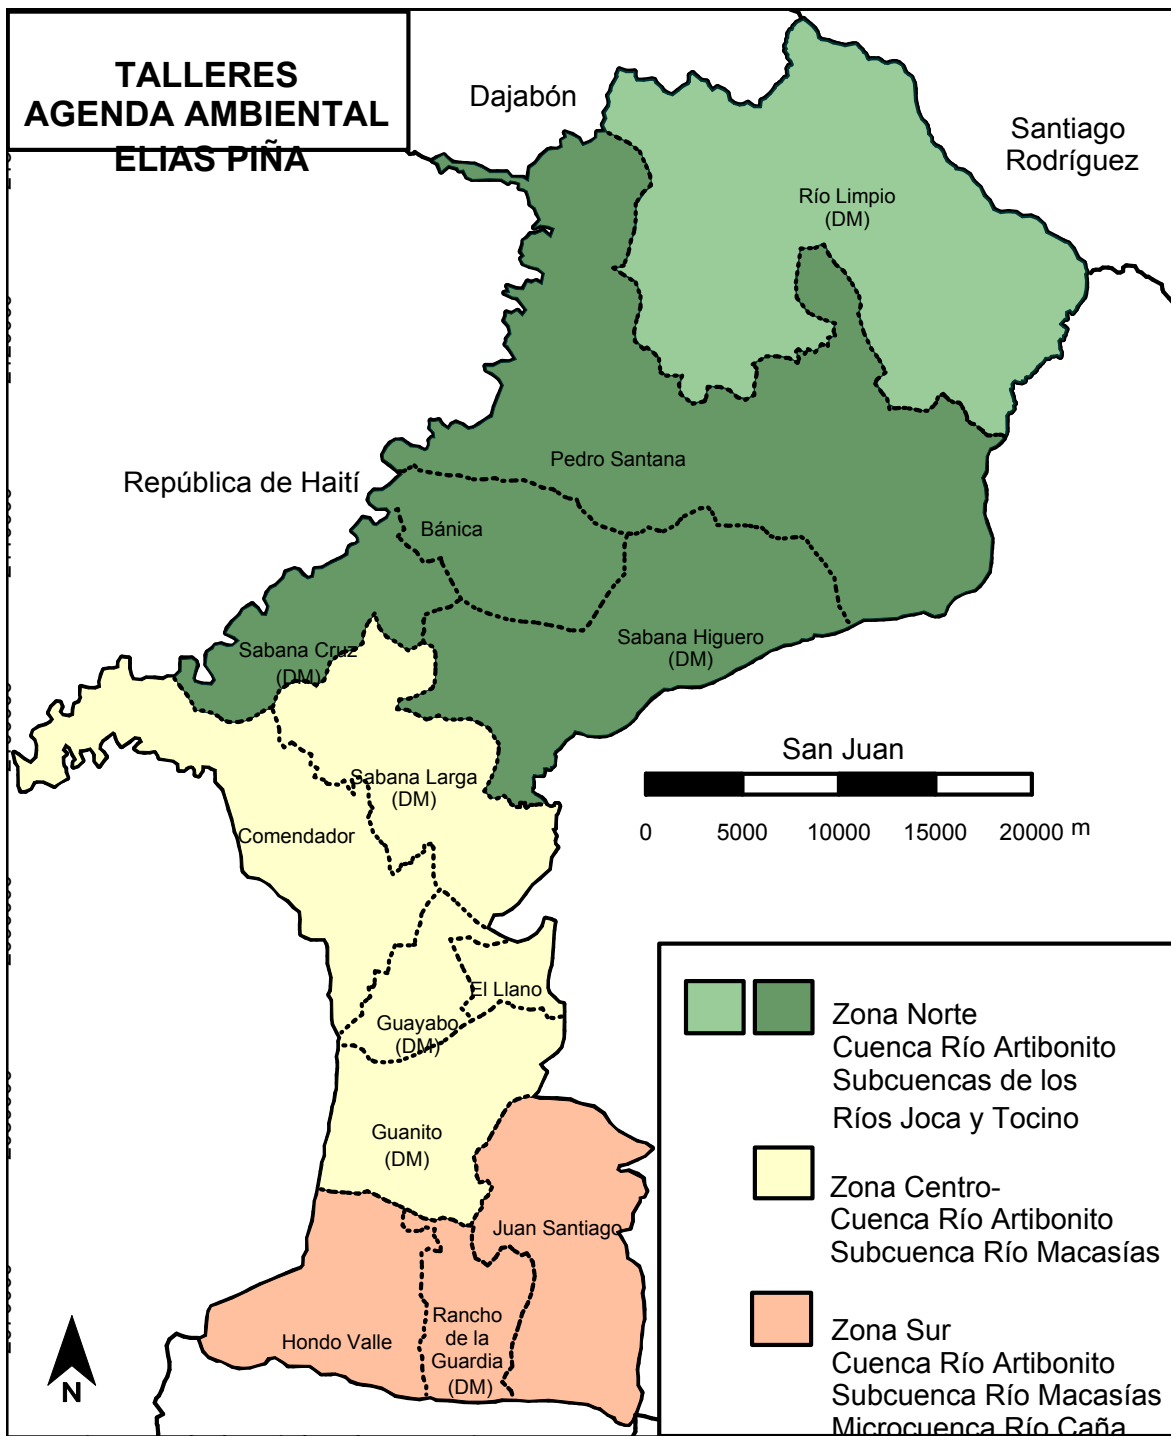 TALLERES
AGENDA AMBIENTAL
ELIAS PIÑA
Dajabón
Santiago
Rodríguez
Río Limpio
(DM)
República de Haití
Pedro Santana
Bánica
Sabana Higuero
(DM)
Sabana Cruz
(DM)
San Juan
0 5000 10000 15000 20000 m
Sabana Larga
(DM)
Comendador
El Llano
Guayabo
(DM)
Guanito
(DM)
Juan Santiago
Hondo Valle
Rancho
de la
Guardia
(DM)
N
Zona Norte
Cuenca Río Artibonito
Subcuencas de los
Ríos Joca y Tocino
Zona Centro-
Cuenca Río Artibonito
Subcuenca Río Macasías
Zona Sur
Cuenca Río Artibonito
Subcuenca Río Macasías
Microcuenca Río Caña